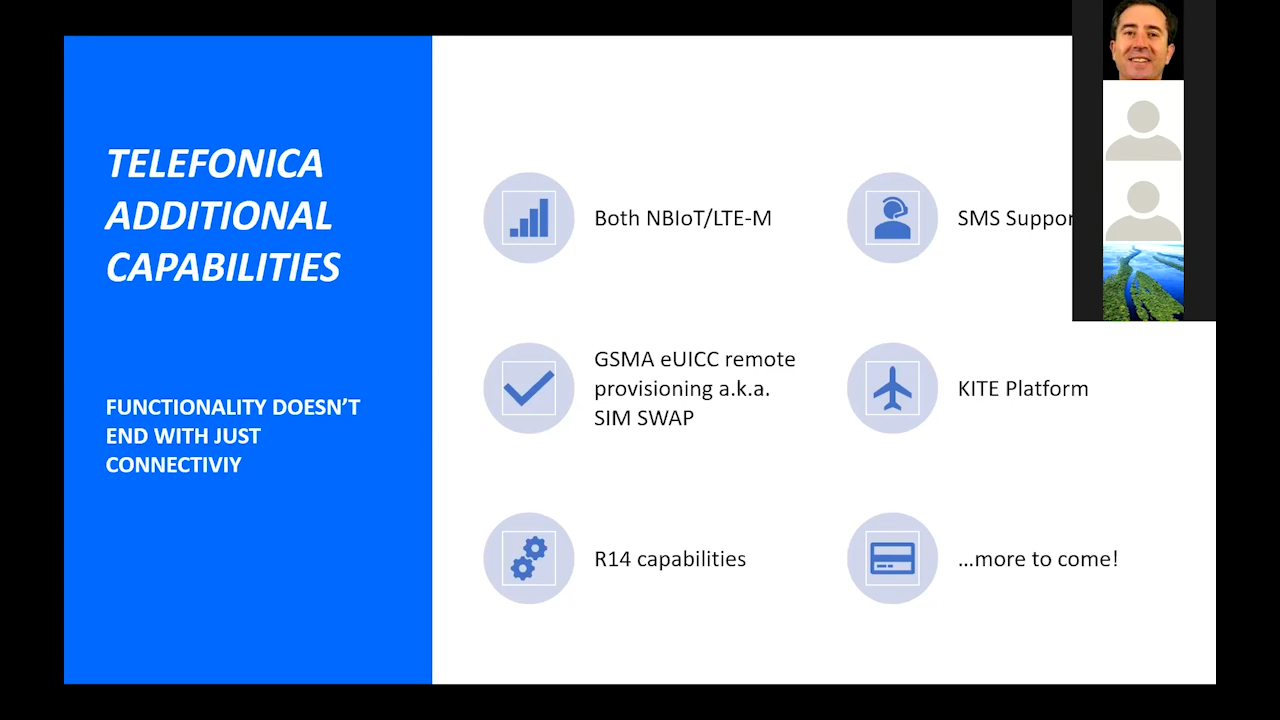 TELEFONICA
ADDITIONAL
CAPABILITIES
FUNCTIONALITY DOESN’T
END WITH JUST
CONNECTIVIY
Both NBIoT/LTE-M
SMS Suppor
GSMA eUICC remote
provisioning a.k.a.
SIM SWAP
KITE Platform
R14 capabilities
...more to come!